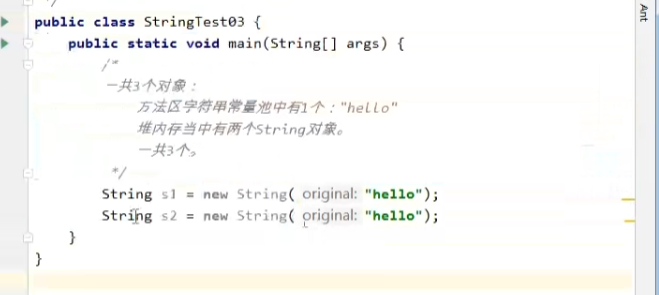 */
public class StringTest03 {
public static void main(String[] args) {
/*
一共3个对象：
方法区字符串常量池中有1个："hello"
堆内存当中有两个String对象。
一共3个。
*/
String s1 = new String( original: "hello");
String s2 = new String( original: "hello");
}
}
Ant